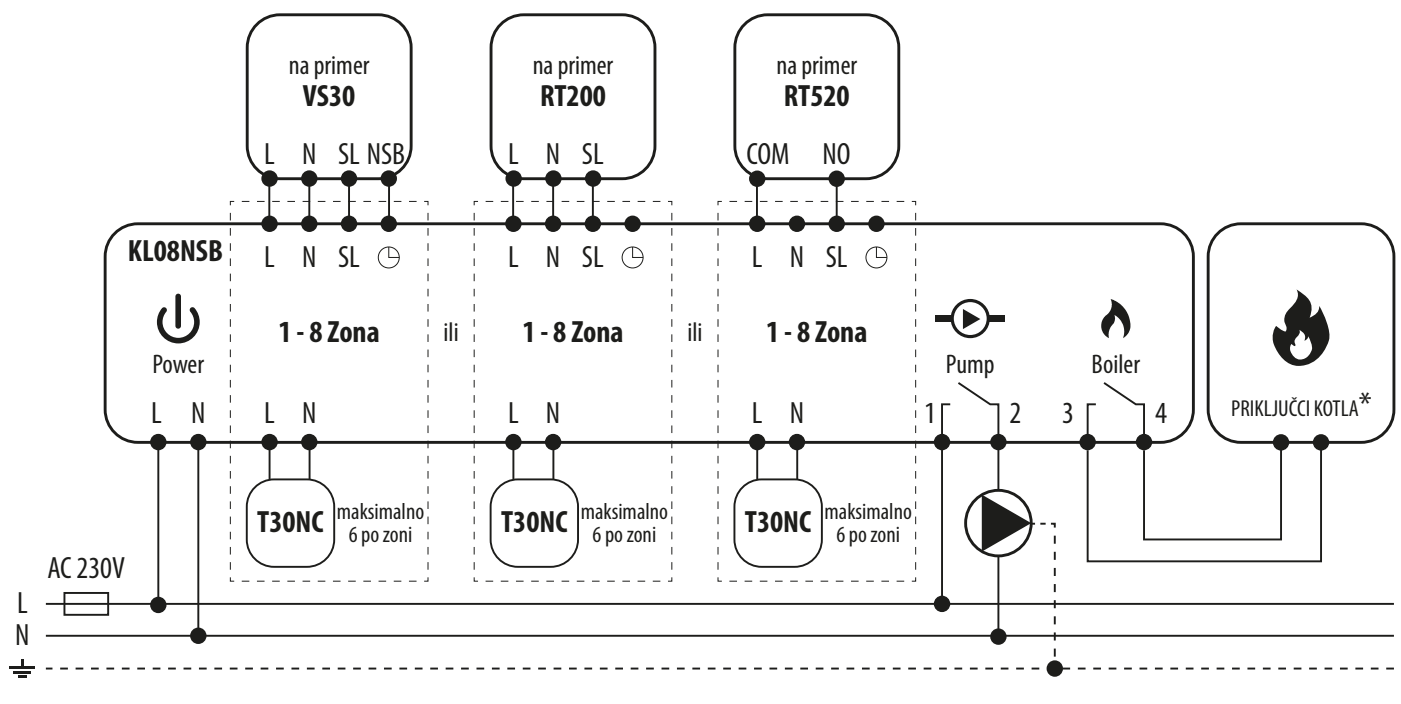 na primer
VS30
L N SL NSB
na primer
RT200
L N SL
na primer
RT520
COM NO
KL08NSB
L N SL
L N SL
L N SL
Power
1 - 8 Zona
ili
1 - 8 Zona
ili
1 - 8 Zona
Pump
Boiler
PRIKLJUČCI KOTLA*
L N
L N
L N
L N
1 2
3 4
T30NC
maksimalno
6 po zoni
T30NC
maksimalno
6 po zoni
T30NC
maksimalno
6 po zoni
AC 230V
L
N